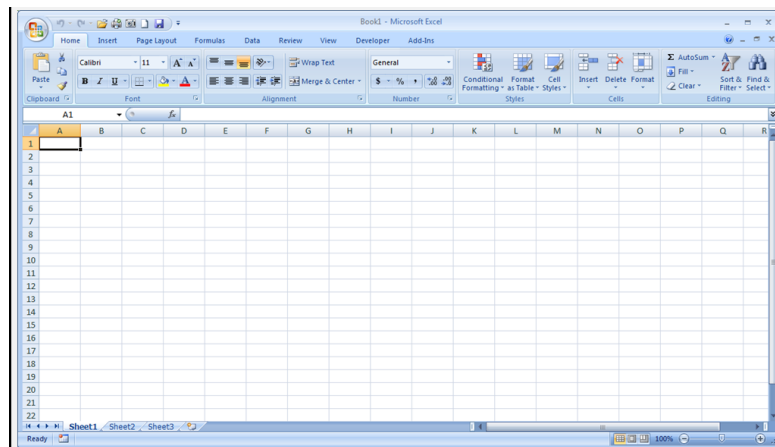 Book1 - Microsoft Excel
Home Insert Page Layout Formulas Data Review View Developer Add-Ins
Paste
Calibri 11 A A
Wrap Text
General
Conditional Formatting
Format as Table
Cell Styles
Insert Delete Format
Σ AutoSum
Fill
Clear
Sort & Filter
Find & Select
B I U A
Merge & Center
$ % ,
Clipboard Font Alignment Number Styles Cells Editing
A1 fx
A B C D E F G H I J K L M N O P Q R
1
2
3
4
5
6
7
8
9
10
11
12
13
14
15
16
17
18
19
20
21
22
Sheet1 Sheet2 Sheet3
Ready 100%